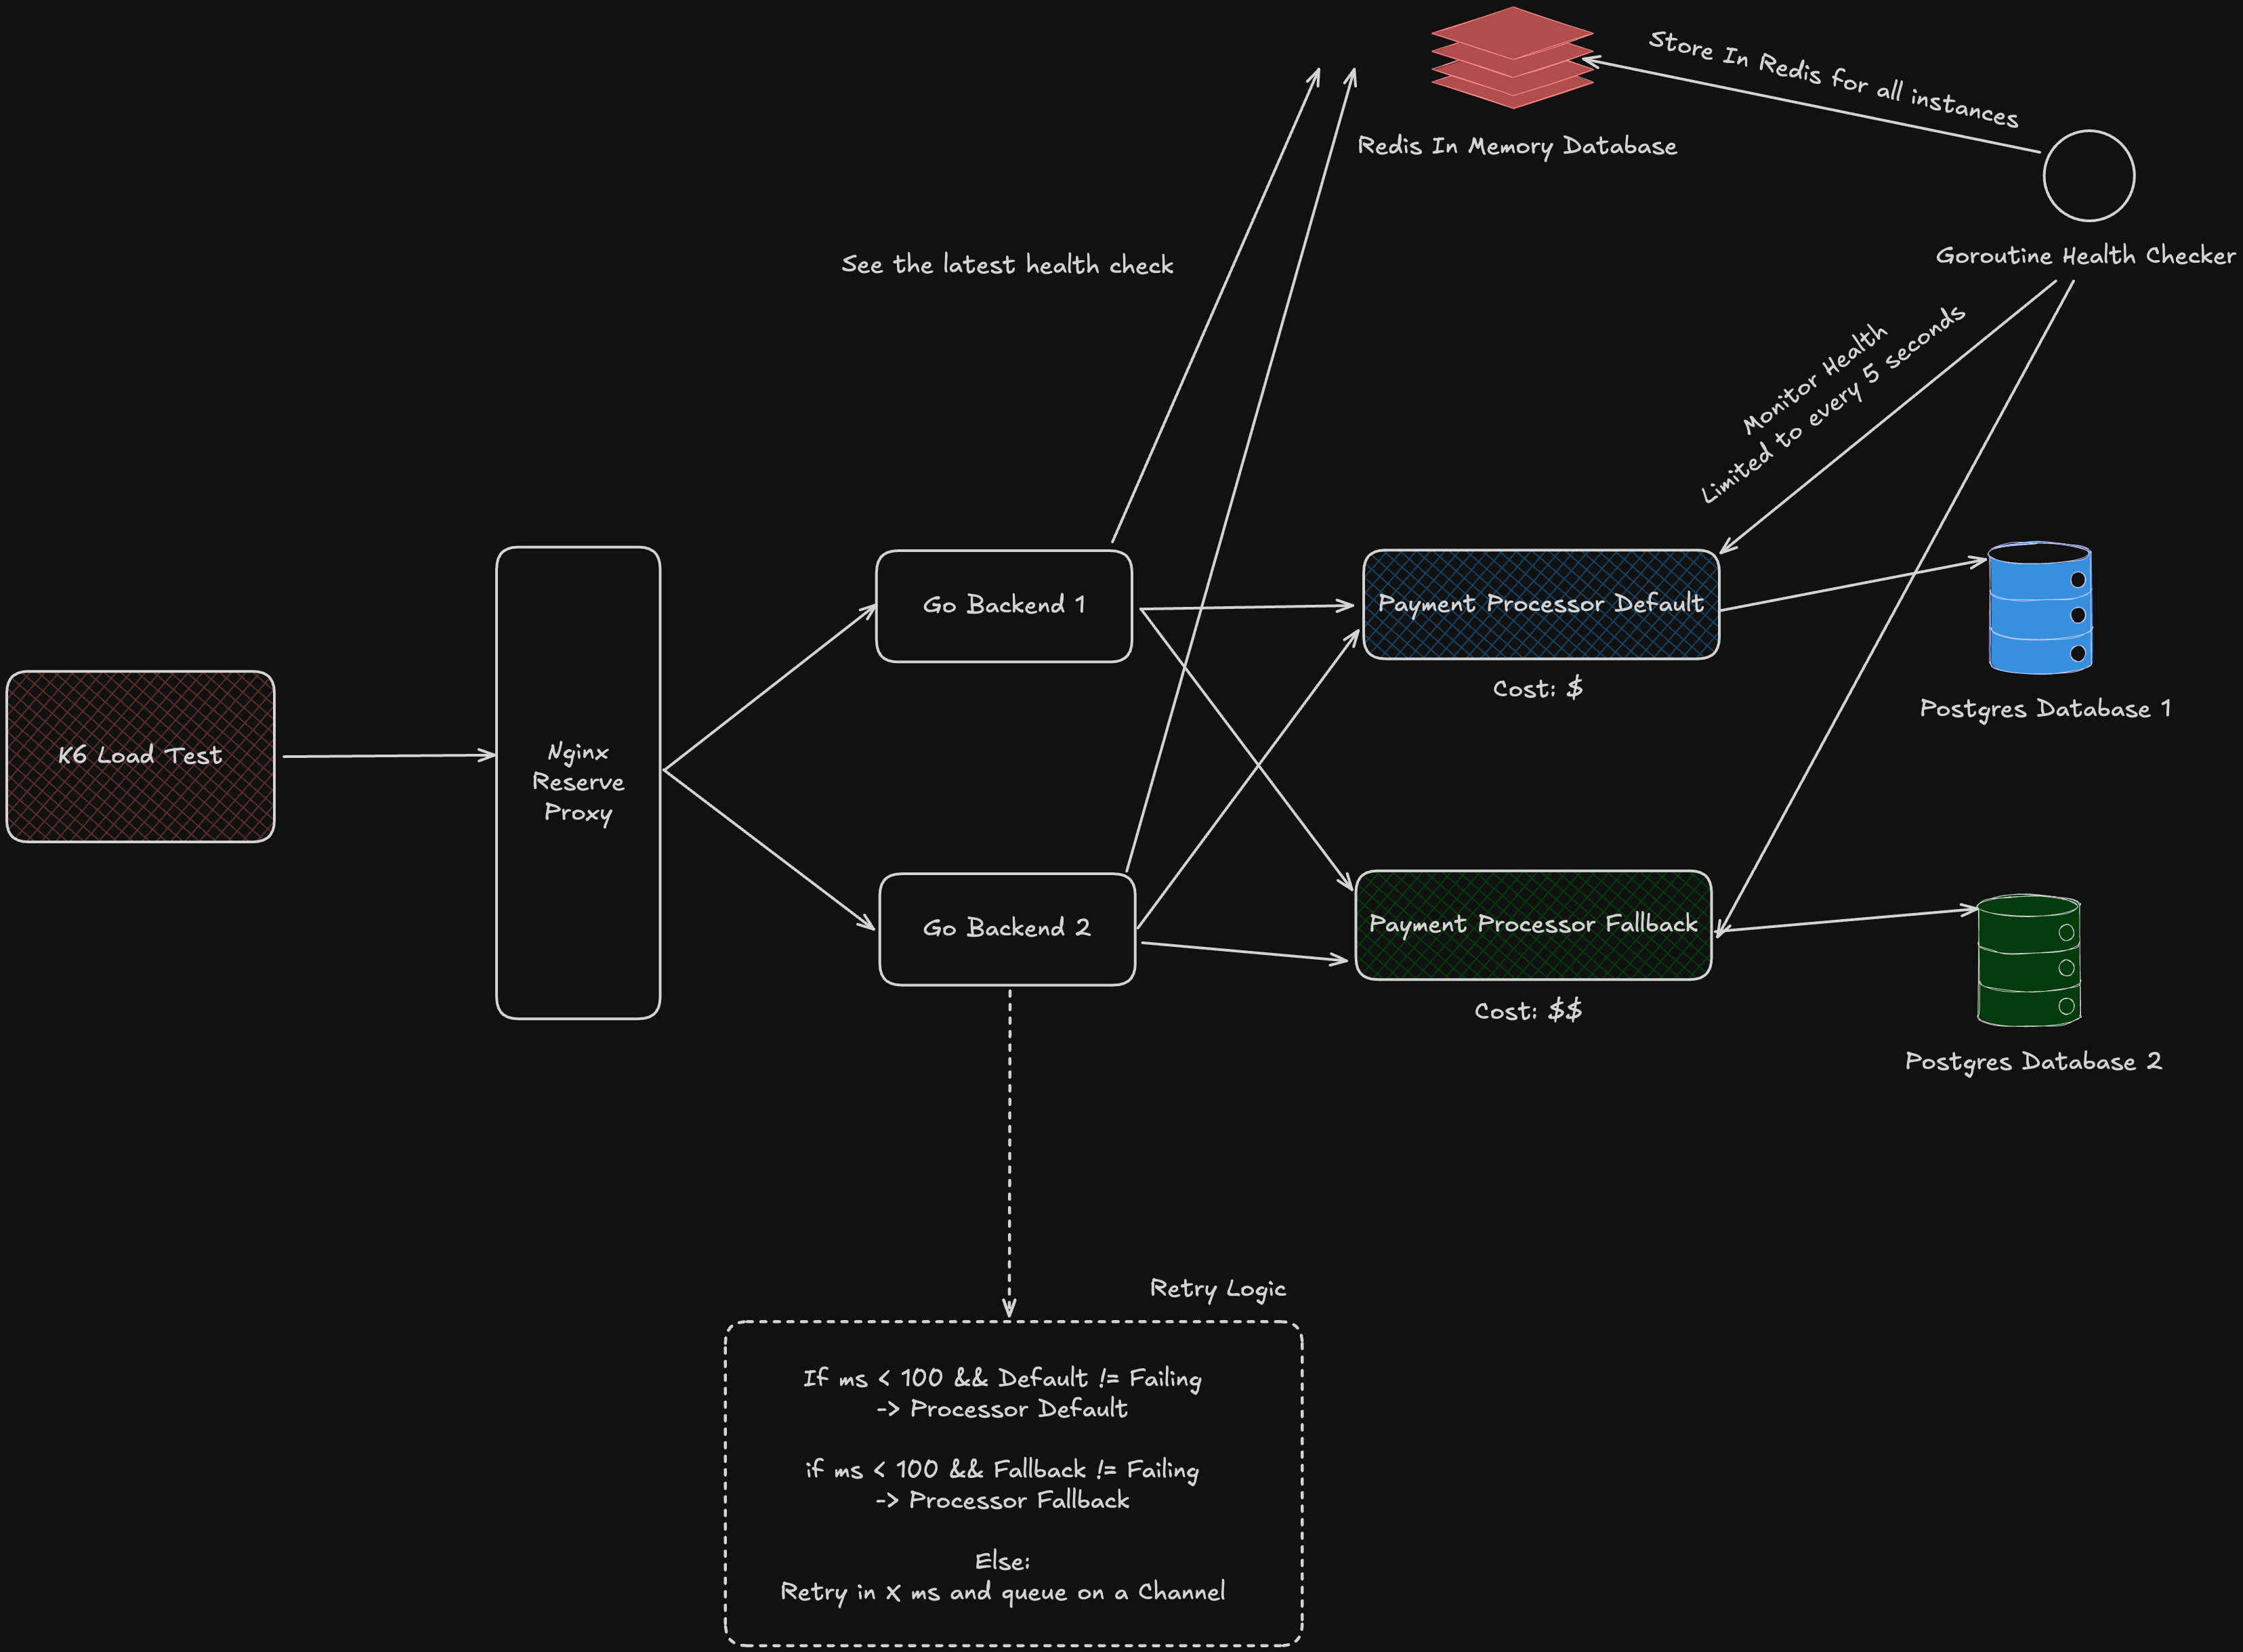 Store In Redis for all instances
Redis In Memory Database
Goroutine Health Checker
See the latest health check
Monitor Health
Limited to every 5 seconds
Go Backend 1
Payment Processor Default
Cost: $
Postgres Database 1
K6 Load Test
Nginx
Reserve
Proxy
Go Backend 2
Payment Processor Fallback
Cost: $$
Postgres Database 2
Retry Logic
If ms < 100 && Default != Failing
-> Processor Default
if ms < 100 && Fallback != Failing
-> Processor Fallback
Else:
Retry in X ms and queue on a Channel